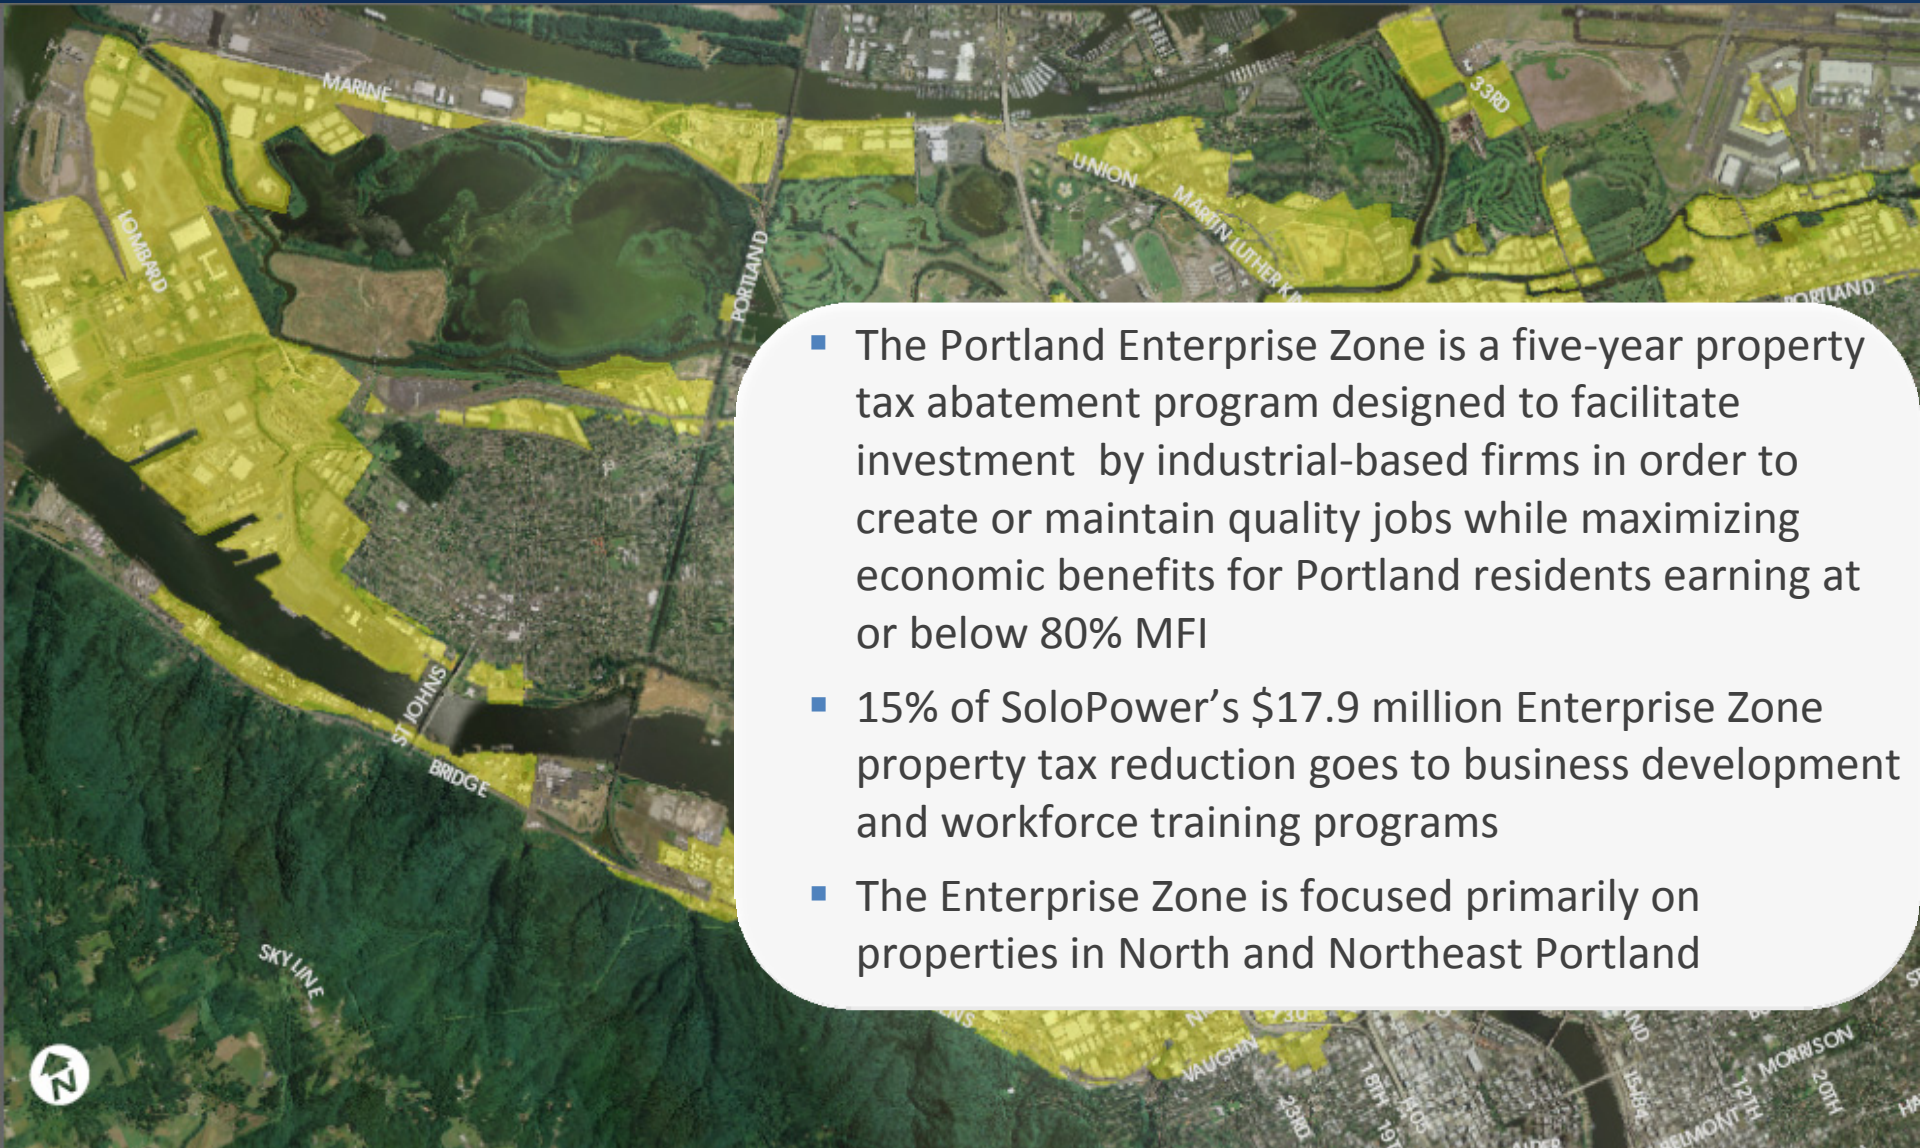 MARINE
33RD
UNION
MARTIN LUTHER
LOMBARD
PORTLAND
PORTLAND
▪ The Portland Enterprise Zone is a five-year property
tax abatement program designed to facilitate
investment by industrial-based firms in order to
create or maintain quality jobs while maximizing
economic benefits for Portland residents earning at
or below 80% MFI
▪ 15% of SoloPower’s $17.9 million Enterprise Zone
property tax reduction goes to business development
and workforce training programs
▪ The Enterprise Zone is focused primarily on
properties in North and Northeast Portland
ST JOHNS
BRIDGE
SKYLINE
N
VAUGHN
23RD
18TH
I405
12TH
MORRISON
20TH